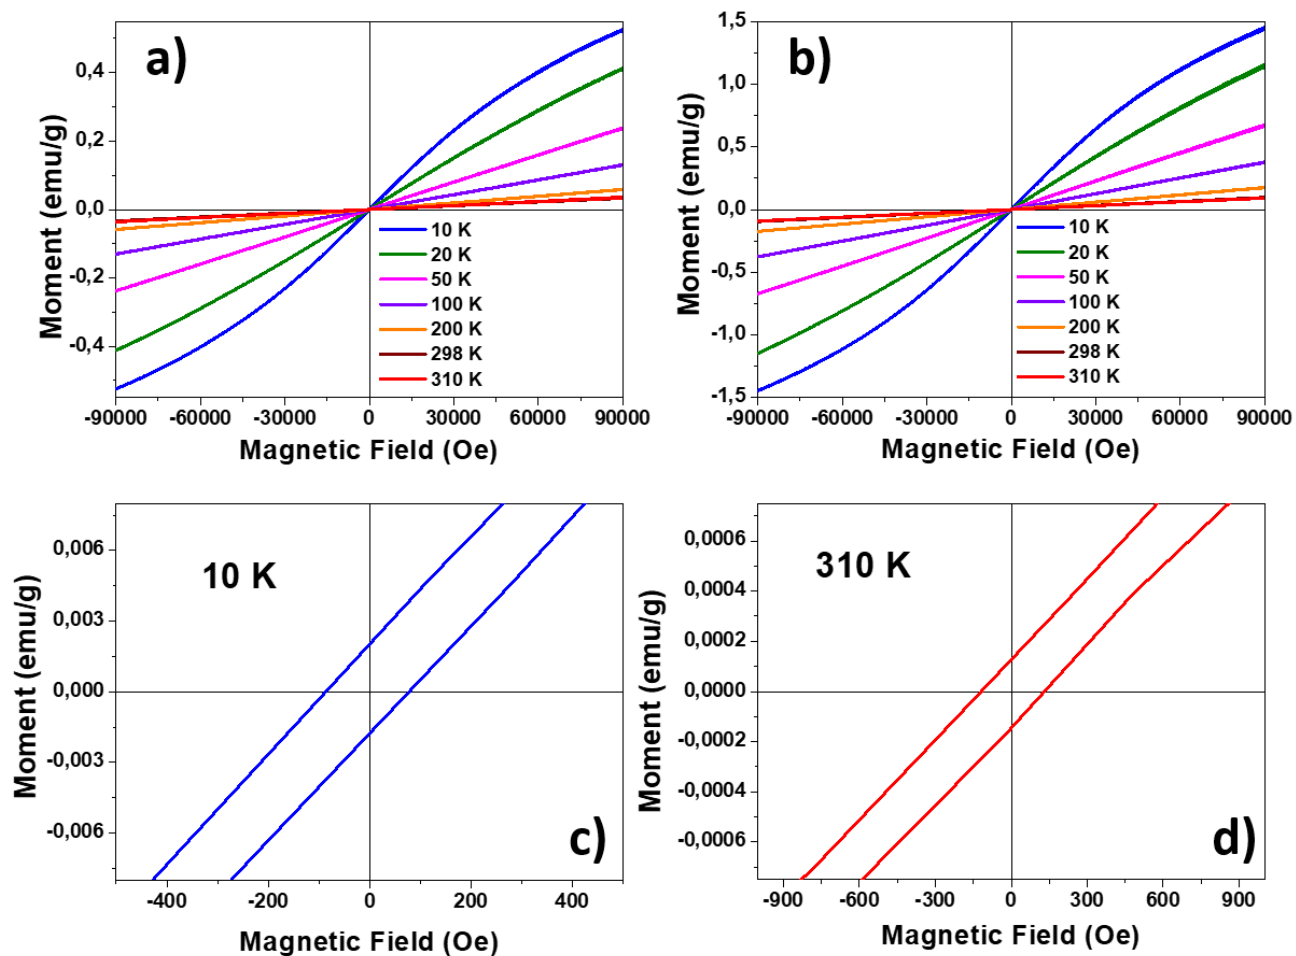 a)
Moment (emu/g)
0,4
0,2
0,0
-0,2
-0,4
10 K
20 K
50 K
100 K
200 K
298 K
310 K
-90000 -60000 -30000 0 30000 60000 90000
Magnetic Field (Oe)
b)
Moment (emu/g)
1,5
1,0
0,5
0,0
-0,5
-1,0
-1,5
10 K
20 K
50 K
100 K
200 K
298 K
310 K
-90000 -60000 -30000 0 30000 60000 90000
Magnetic Field (Oe)
10 K
Moment (emu/g)
0,006
0,003
0,000
-0,003
-0,006
c)
-400 -200 0 200 400
Magnetic Field (Oe)
310 K
Moment (emu/g)
0,0006
0,0004
0,0002
0,0000
-0,0002
-0,0004
-0,0006
d)
-900 -600 -300 0 300 600 900
Magnetic Field (Oe)